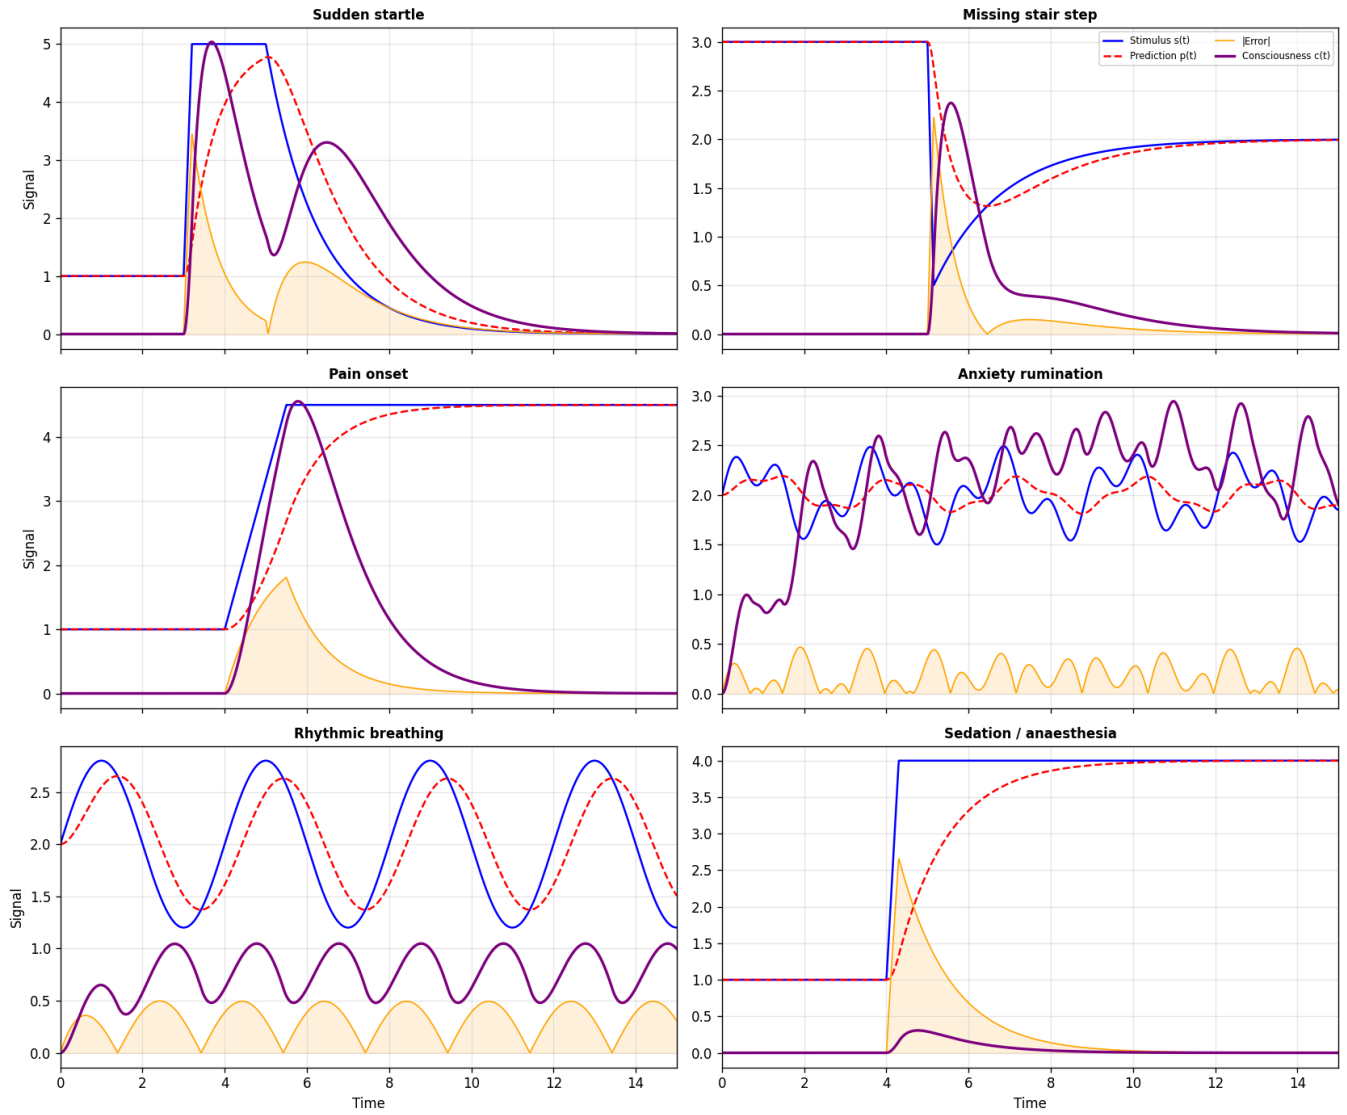 Sudden startle
Missing stair step
Signal
5
4
3
2
1
0
3.0
2.5
2.0
1.5
1.0
0.5
0.0
Stimulus s(t)
Prediction p(t)
|Error|
Consciousness c(t)
Pain onset
Anxiety rumination
Signal
4
3
2
1
0
3.0
2.5
2.0
1.5
1.0
0.5
0.0
Rhythmic breathing
Sedation / anaesthesia
Signal
2.5
2.0
1.5
1.0
0.5
0.0
0 2 4 6 8 10 12 14
Time
4.0
3.5
3.0
2.5
2.0
1.5
1.0
0.5
0.0
0 2 4 6 8 10 12 14
Time